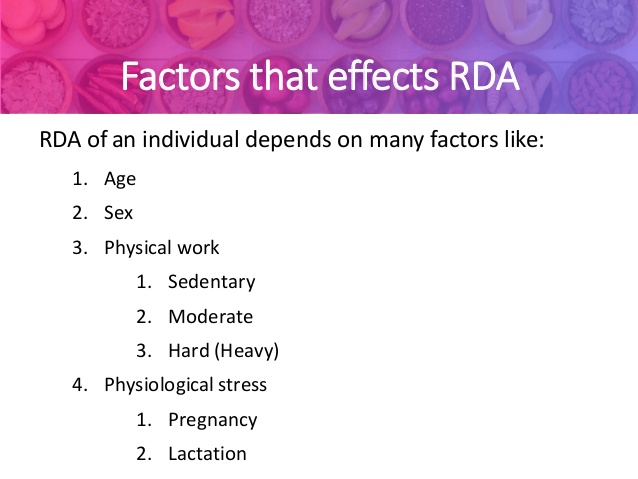 Factors that effects RDA
RDA of an individual depends on many factors like:
1. Age
2. Sex
3. Physical work
1. Sedentary
2. Moderate
3. Hard (Heavy)
4. Physiological stress
1. Pregnancy
2. Lactation